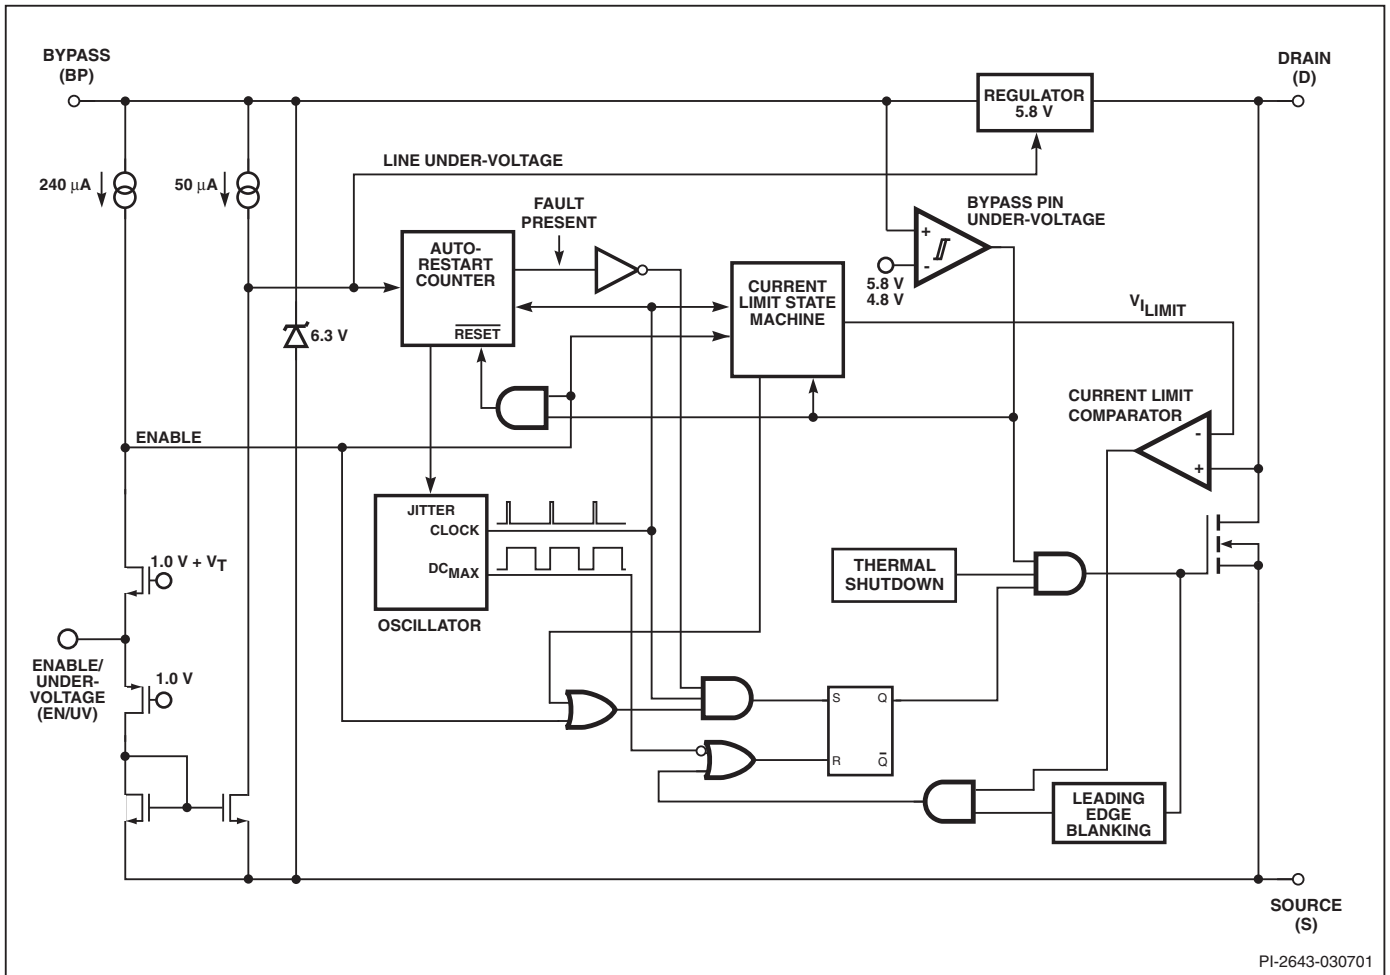 BYPASS
(BP)
DRAIN
(D)
REGULATOR
5.8 V
LINE UNDER-VOLTAGE
240 μA
50 μA
FAULT
PRESENT
BYPASS PIN
UNDER-VOLTAGE
+
-
5.8 V
4.8 V
AUTO-
RESTART
COUNTER
RESET
CURRENT
LIMIT STATE
MACHINE
VILIMIT
6.3 V
CURRENT LIMIT
COMPARATOR
-
+
ENABLE
JITTER
CLOCK
DCMAX
OSCILLATOR
1.0 V + VT
THERMAL
SHUTDOWN
ENABLE/
UNDER-
VOLTAGE
(EN/UV)
1.0 V
S Q
R Q
LEADING
EDGE
BLANKING
SOURCE
(S)
PI-2643-030701